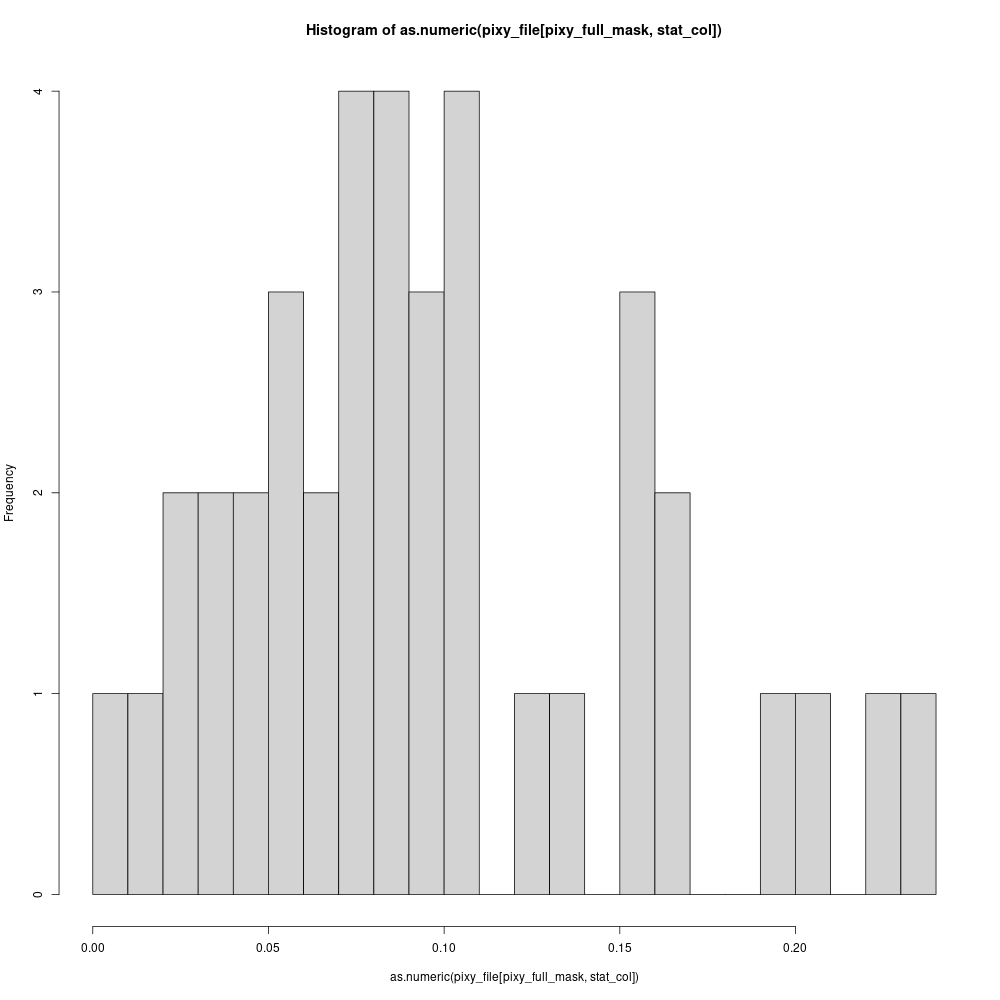 Histogram of as.numeric(pixy_file[pixy_full_mask, stat_col])
4
3
2
1
0
Frequency
0.00 0.05 0.10 0.15 0.20
as.numeric(pixy_file[pixy_full_mask, stat_col])